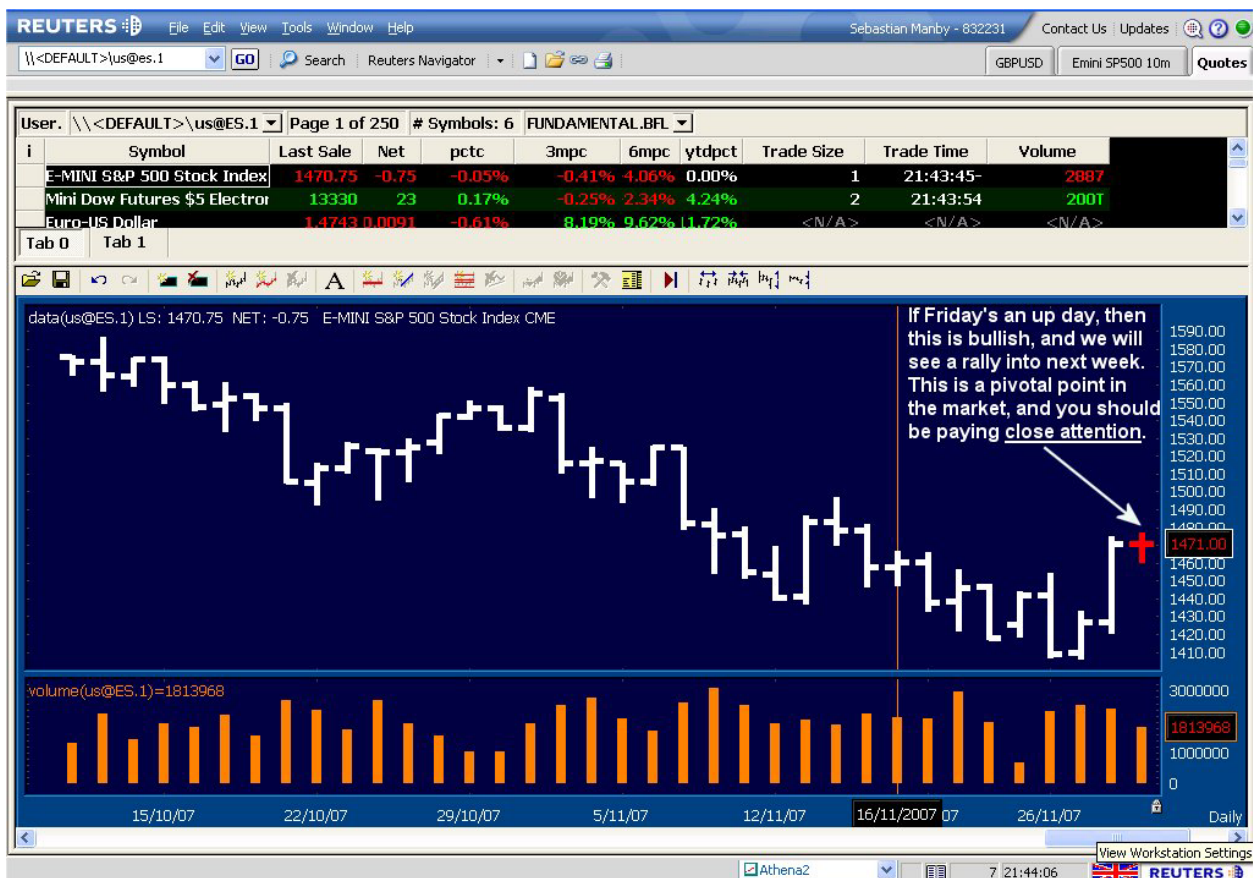 REUTERS File Edit View Tools Window Help Sebastian Manby - 832231 Contact Us Updates
\\<DEFAULT>\us@es.1 GO Search Reuters Navigator GBPUSD Emini SP500 10m Quotes
User. \\<DEFAULT>\us@ES.1 Page 1 of 250 # Symbols: 6 FUNDAMENTAL.BFL
i Symbol Last Sale Net pctc 3mpc 6mpc ytdpct Trade Size Trade Time Volume
E-MINI S&P 500 Stock Index 1470.75 -0.75 -0.05% -0.41% 4.06% 0.00% 1 21:43:45- 2887
Mini Dow Futures $5 Electror 13330 23 0.17% -0.25% 2.34% 4.24% 2 21:43:54 200T
Euro-US Dollar 1.4743 0.0091 -0.61% 8.19% 9.62% 11.72% <N/A> <N/A> <N/A>
Tab 0 Tab 1
A
data(us@ES.1) LS: 1470.75 NET: -0.75 E-MINI S&P 500 Stock Index CME
If Friday's an up day, then
this is bullish, and we will
see a rally into next week.
This is a pivotal point in
the market, and you should
be paying close attention.
1590.00
1580.00
1570.00
1560.00
1550.00
1540.00
1530.00
1520.00
1510.00
1500.00
1490.00
1480.00
1471.00
1460.00
1450.00
1440.00
1430.00
1420.00
1410.00
volume(us@ES.1)=1813968
3000000
1813968
1000000
0
15/10/07 22/10/07 29/10/07 5/11/07 12/11/07 16/11/2007 07 26/11/07 Daily
View Workstation Settings
Athena2 7 21:44:06 REUTERS